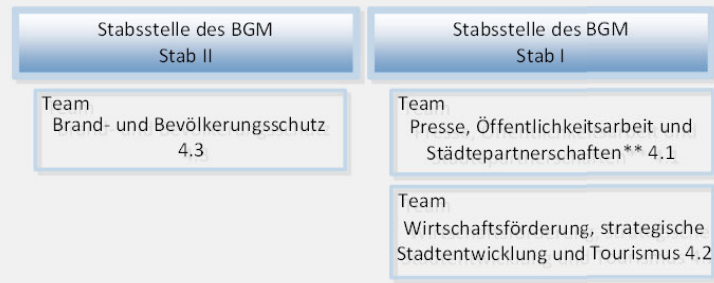 Stabsstelle des BGM
Stab II
Team
Brand- und Bevölkerungsschutz
4.3
Stabsstelle des BGM
Stab I
Team
Presse, Öffentlichkeitsarbeit und
Städtepartnerschaften** 4.1
Team
Wirtschaftsförderung, strategische
Stadtentwicklung und Tourismus 4.2